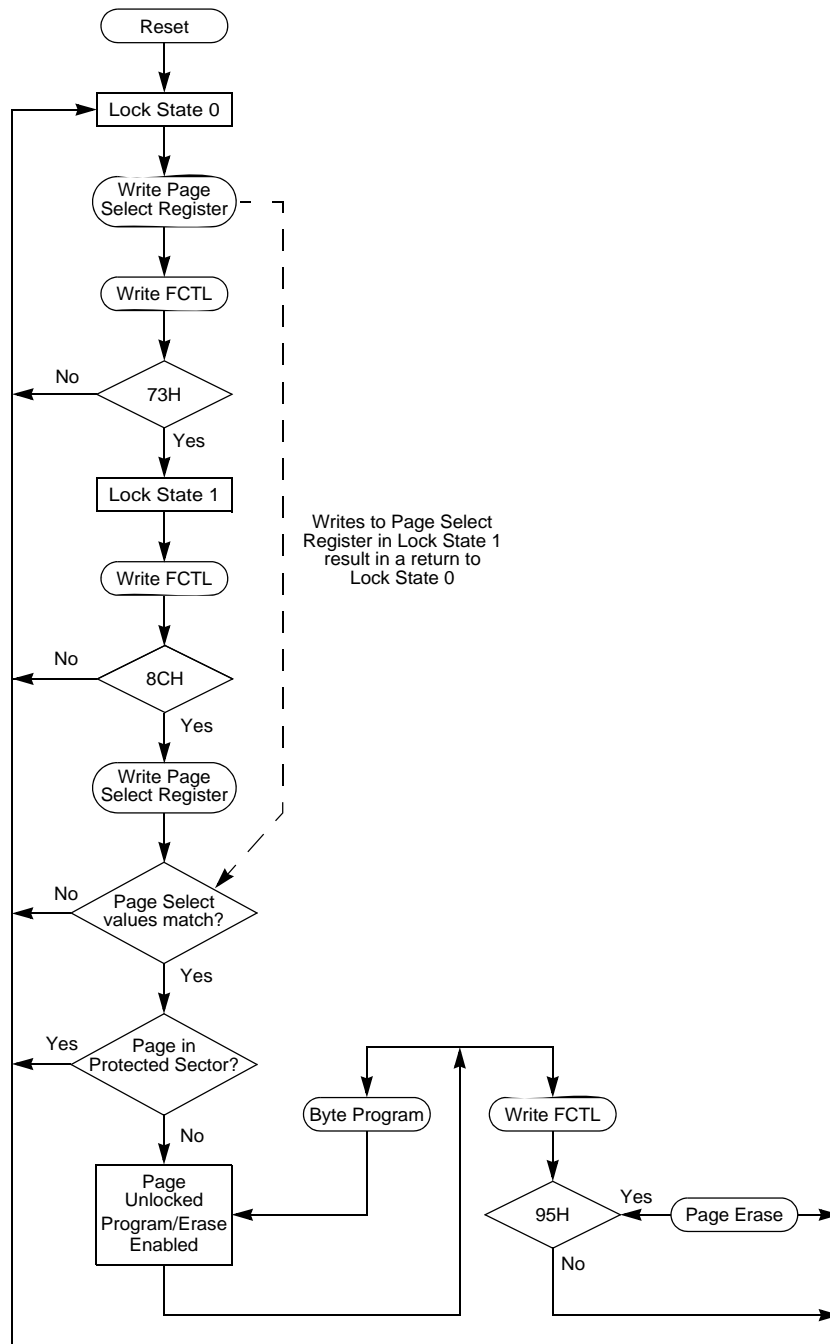 Reset
Lock State 0
Write Page
Select Register
Write FCTL
No
73H
Yes
Lock State 1
Writes to Page Select
Register in Lock State 1
result in a return to
Lock State 0
Write FCTL
No
8CH
Yes
Write Page
Select Register
No
Page Select
values match?
Yes
Yes
Page in
Protected Sector?
No
Byte Program
Write FCTL
Page
Unlocked
Program/Erase
Enabled
95H
Yes
Page Erase
No